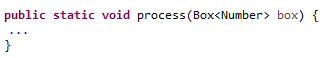 public static void process(Box<Number> box) {
...
}